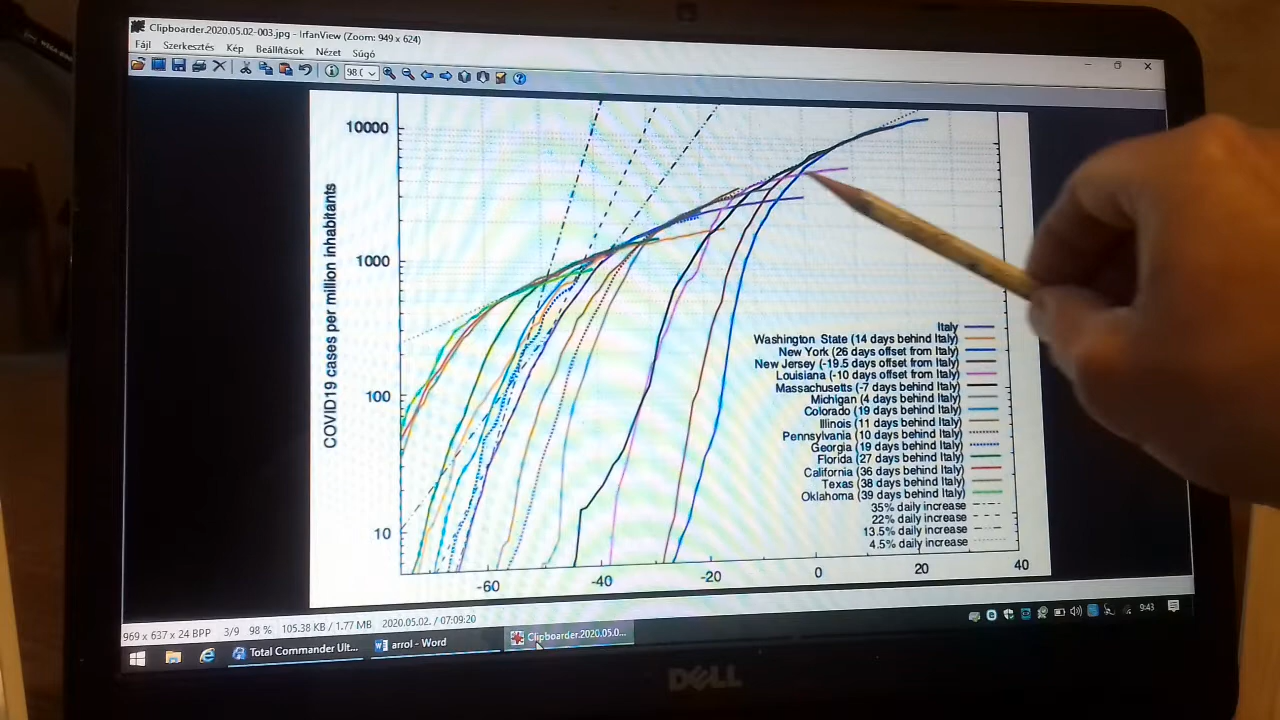 Clipboarder.2020.05.02-003.jpg - IrfanView (Zoom: 949 x 624)
Fájl Szerkesztés Kép Beállítások Nézet Súgó
98.(
10000
1000
100
10
COVID19 cases per million inhabitants
Italy
Washington State (14 days behind Italy)
New York (26 days offset from Italy)
New Jersey (-19.5 days offset from Italy)
Louisiana (-10 days offset from Italy)
Massachusetts (-7 days behind Italy)
Michigan (4 days behind Italy)
Colorado (19 days behind Italy)
Illinois (11 days behind Italy)
Pennsylvania (10 days behind Italy)
Georgia (19 days behind Italy)
Florida (27 days behind Italy)
California (36 days behind Italy)
Texas (38 days behind Italy)
Oklahoma (39 days behind Italy)
35% daily increase
22% daily increase
13.5% daily increase
4.5% daily increase
-60 -40 -20 0 20 40
969 x 637 x 24 BPP 3/9 98 % 105.38 KB / 1.77 MB 2020.05.02. / 07:09:20
Total Commander Ult... arrol - Word Clipboarder.2020.05.0... 9:43
DELL